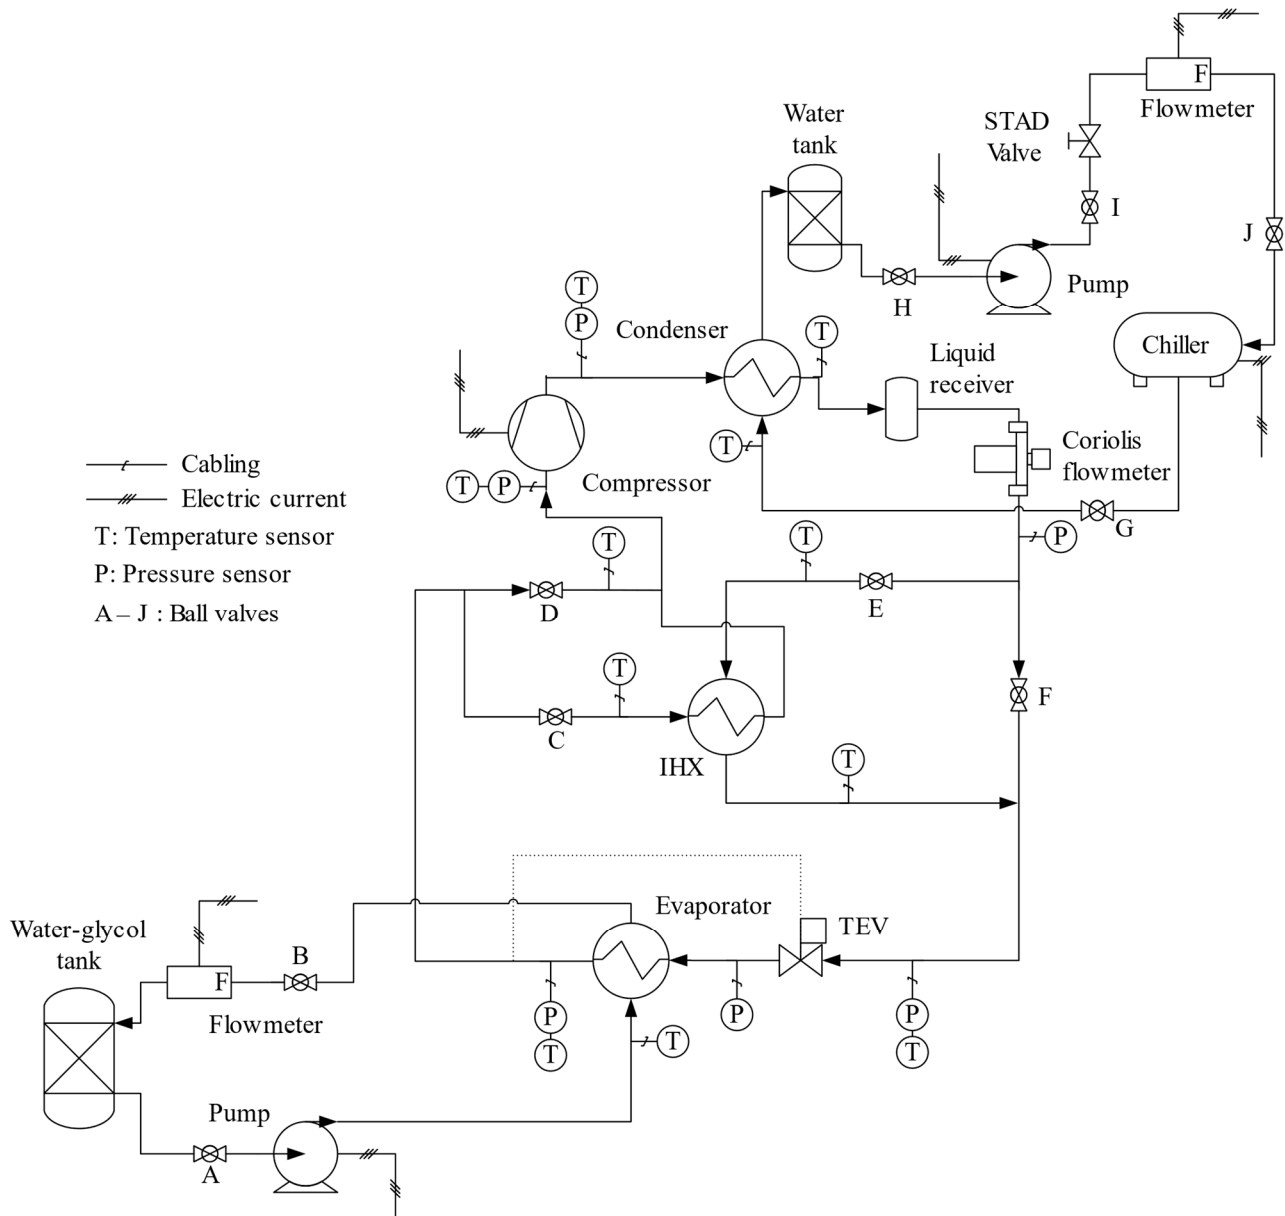 F
Flowmeter
Water
tank
STAD
Valve
I
J
H
Pump
T
P
Condenser
T
Liquid
receiver
Chiller
T
Coriolis
flowmeter
Cabling
Electric current
T: Temperature sensor
P: Pressure sensor
A – J : Ball valves
T
P
Compressor
G
P
T
T
D
E
T
C
F
IHX
T
Evaporator
TEV
Water-glycol
tank
B
F
Flowmeter
P
T
P
P
T
T
Pump
A